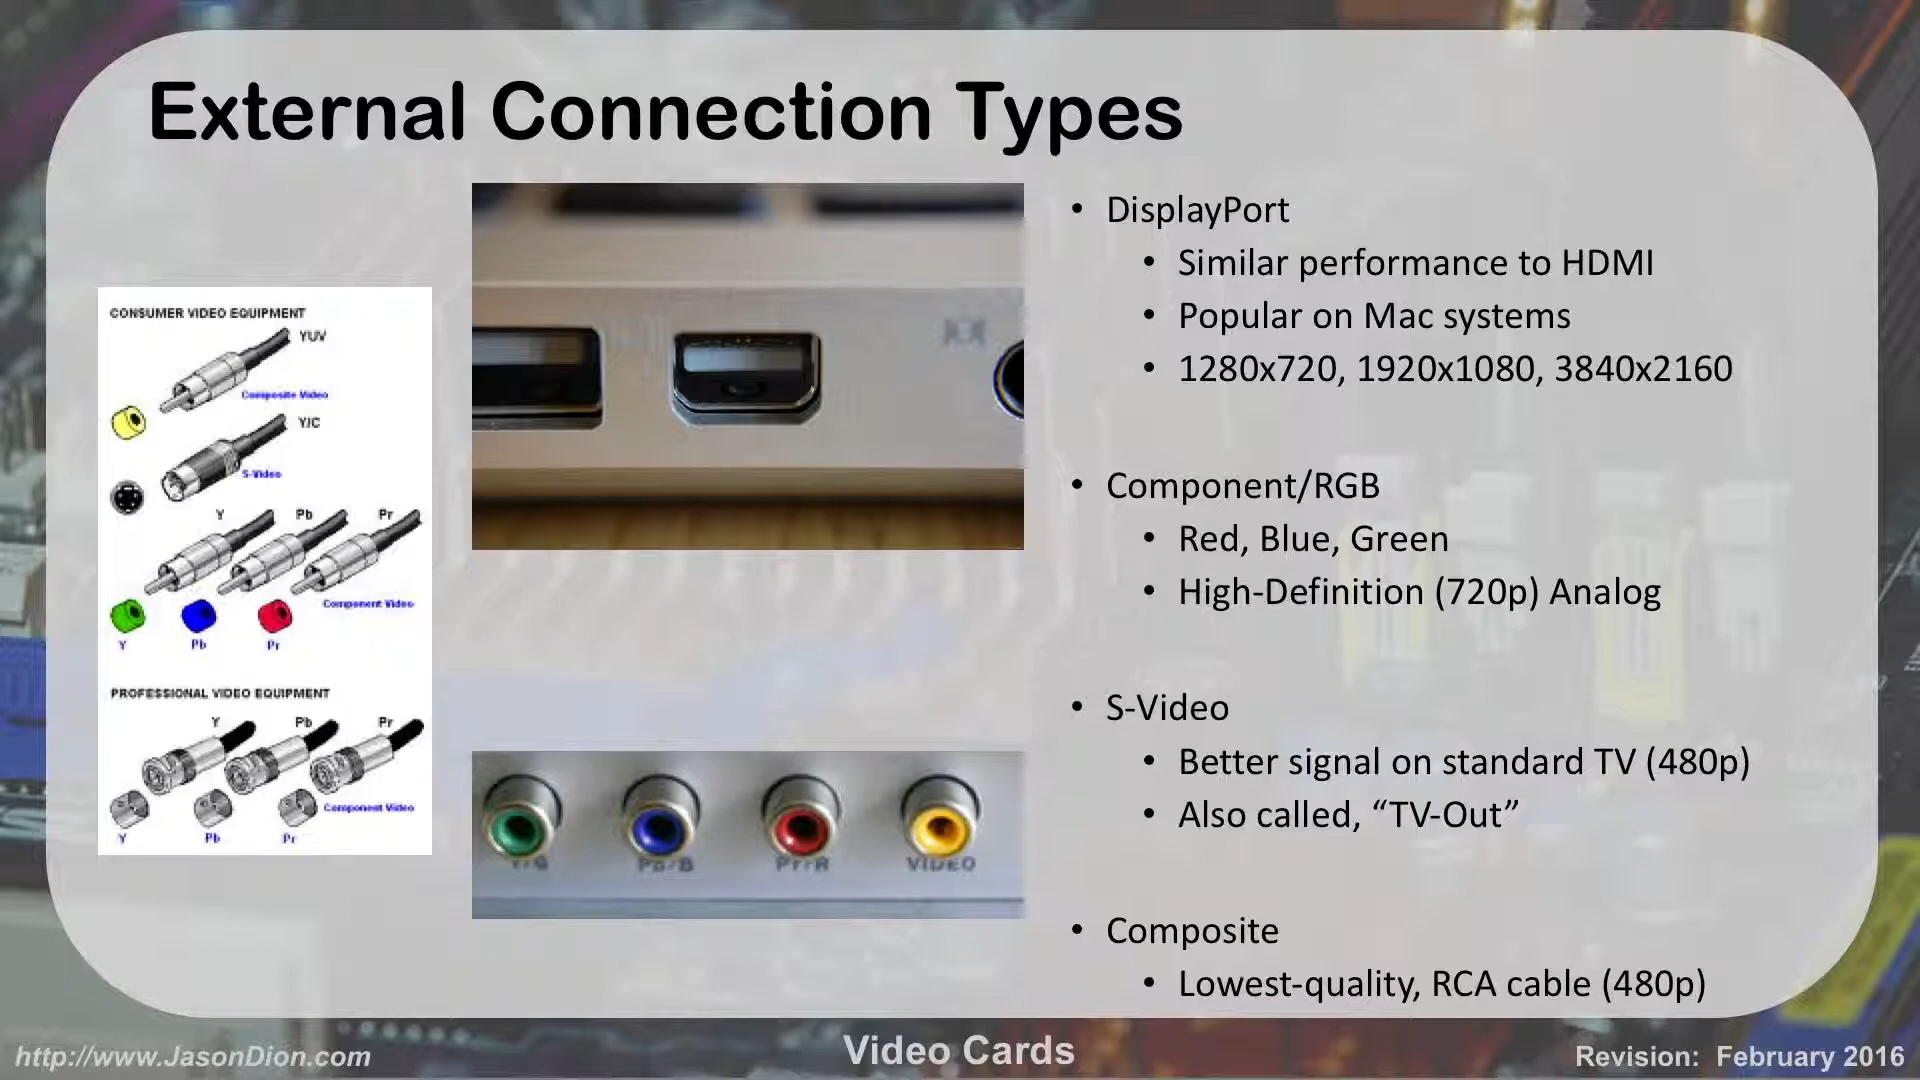 External Connection Types
CONSUMER VIDEO EQUIPMENT
YUV
Composite Video
Y/C
S-Video
Y Pb Pr
Component Video
Y Pb Pr
PROFESSIONAL VIDEO EQUIPMENT
Y Pb Pr
Component Video
Y Pb Pr
Y/G Pb/B Pr/R VIDEO
• DisplayPort
• Similar performance to HDMI
• Popular on Mac systems
• 1280x720, 1920x1080, 3840x2160
• Component/RGB
• Red, Blue, Green
• High-Definition (720p) Analog
• S-Video
• Better signal on standard TV (480p)
• Also called, “TV-Out”
• Composite
• Lowest-quality, RCA cable (480p)
http://www.JasonDion.com
Video Cards
Revision: February 2016